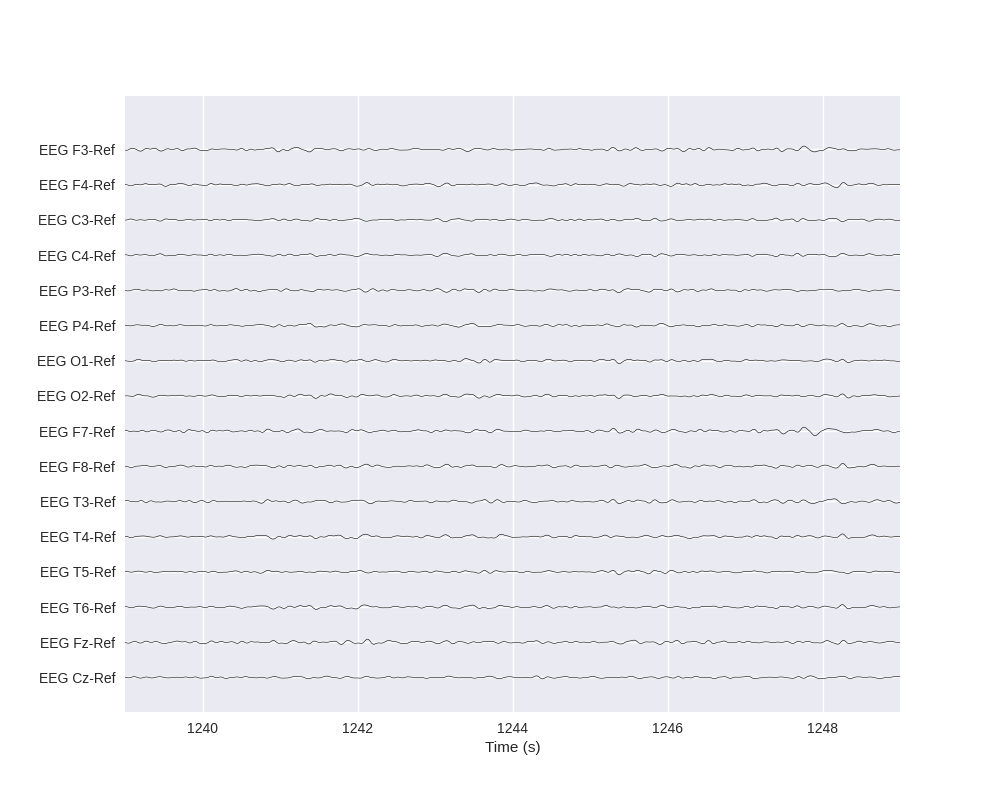 EEG F3-Ref
EEG F4-Ref
EEG C3-Ref
EEG C4-Ref
EEG P3-Ref
EEG P4-Ref
EEG O1-Ref
EEG O2-Ref
EEG F7-Ref
EEG F8-Ref
EEG T3-Ref
EEG T4-Ref
EEG T5-Ref
EEG T6-Ref
EEG Fz-Ref
EEG Cz-Ref
1240 1242 1244 1246 1248
Time (s)